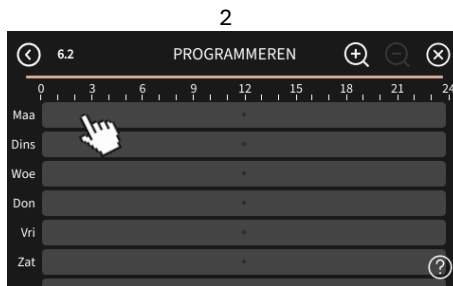 2
6.2 PROGRAMMEREN
0 3 6 9 12 15 18 21 24
Maa
Dins
Woe
Don
Vri
Zat
?